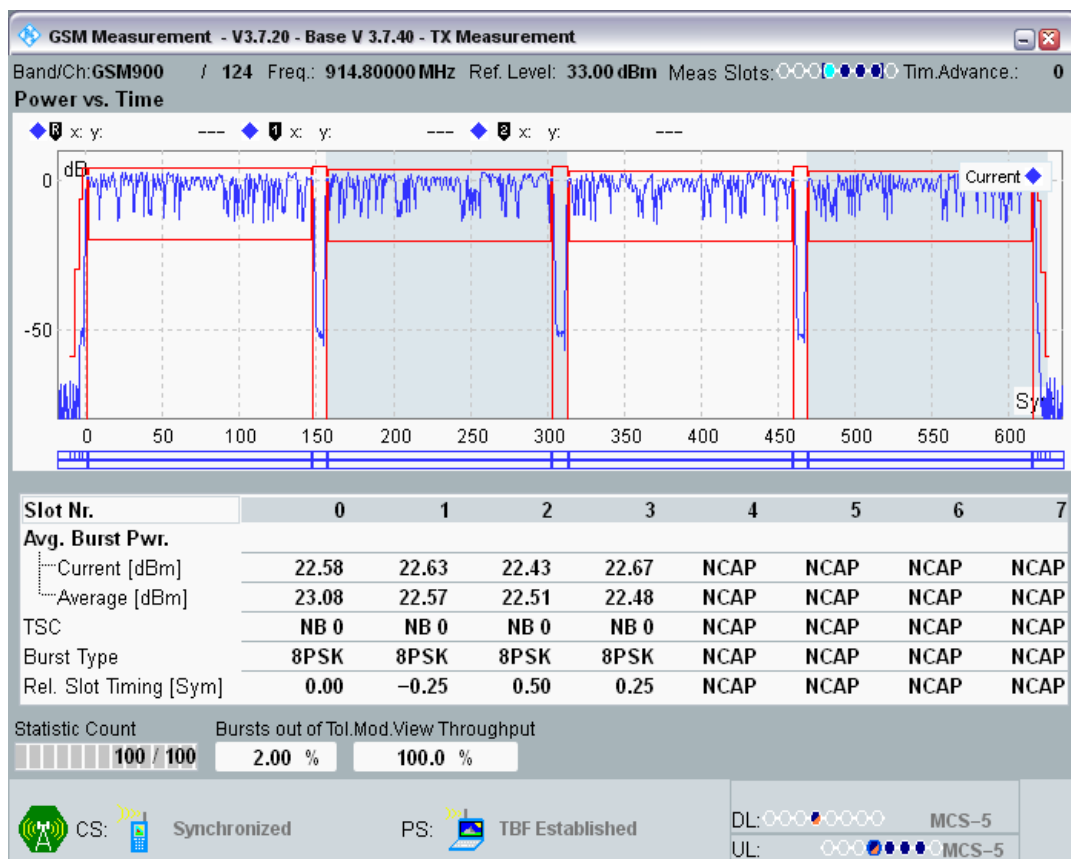 GSM Measurement - V3.7.20 - Base V 3.7.40 - TX Measurement
Band/Ch:GSM900 / 124 Freq.: 914.80000 MHz Ref. Level: 33.00 dBm Meas Slots: Tim.Advance.: 0
Power vs. Time
R x: y: --- 1 x: y: --- 2 x: y: ---
dB
Current
0
-50
Sym
0 50 100 150 200 250 300 350 400 450 500 550 600
Slot Nr. 0 1 2 3 4 5 6 7
Avg. Burst Pwr.
Current [dBm] 22.58 22.63 22.43 22.67 NCAP NCAP NCAP NCAP
Average [dBm] 23.08 22.57 22.51 22.48 NCAP NCAP NCAP NCAP
TSC NB 0 NB 0 NB 0 NB 0 NCAP NCAP NCAP NCAP
Burst Type 8PSK 8PSK 8PSK 8PSK NCAP NCAP NCAP NCAP
Rel. Slot Timing [Sym] 0.00 −0.25 0.50 0.25 NCAP NCAP NCAP NCAP
Statistic Count Bursts out of Tol.Mod.View Throughput
100 / 100 2.00 % 100.0 %
CS: Synchronized PS: TBF Established
DL: MCS−5
UL: MCS−5